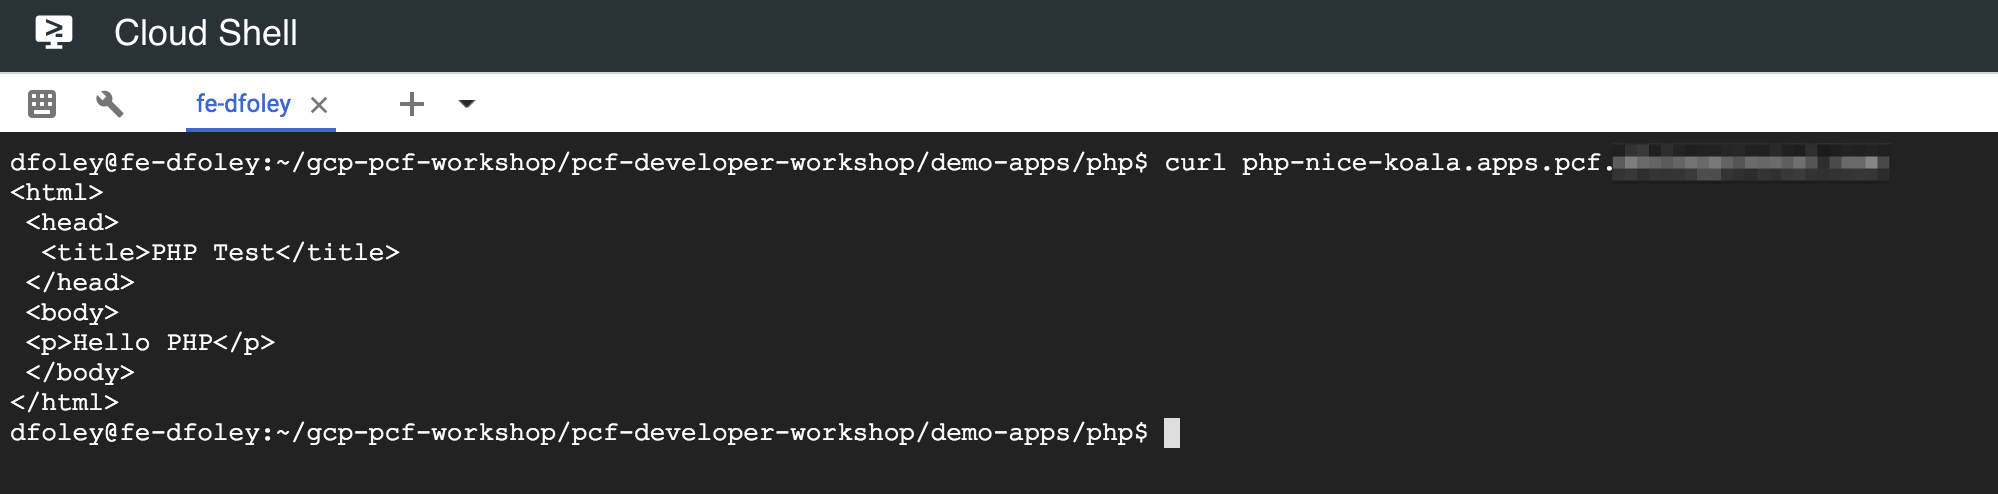 Cloud Shell
fe-dfoley
dfoley@fe-dfoley:~/gcp-pcf-workshop/pcf-developer-workshop/demo-apps/php$ curl php-nice-koala.apps.pcf.
<html>
 <head>
  <title>PHP Test</title>
 </head>
 <body>
 <p>Hello PHP</p>
 </body>
</html>
dfoley@fe-dfoley:~/gcp-pcf-workshop/pcf-developer-workshop/demo-apps/php$